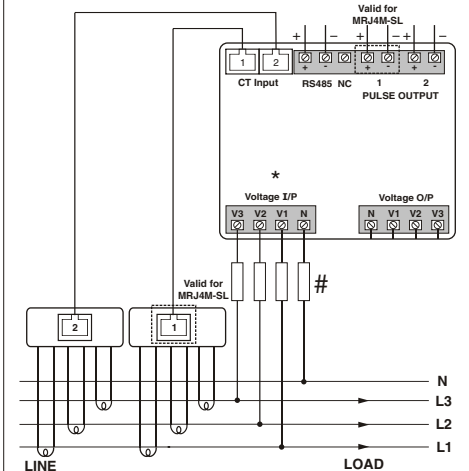 Valid for
MRJ4M-SL
+ − + − + −
1 2
+ - + - + -
CT Input RS485 NC 1 2
PULSE OUTPUT
*
Voltage I/P Voltage O/P
V3 V2 V1 N N V1 V2 V3
Valid for
MRJ4M-SL
#
2 1
N
L3
L2
L1
LINE LOAD